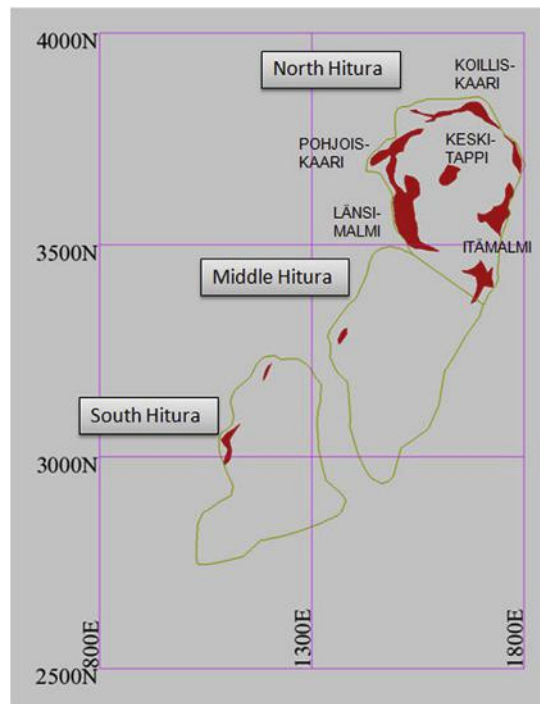 4000N
North Hitura
KOILLIS-
KAARI
POHJOIS-
KAARI
KESKI-
TAPPI
LÄNSI-
MALMI
ITÄMALMI
3500N
Middle Hitura
South Hitura
3000N
800E
1300E
1800E
2500N